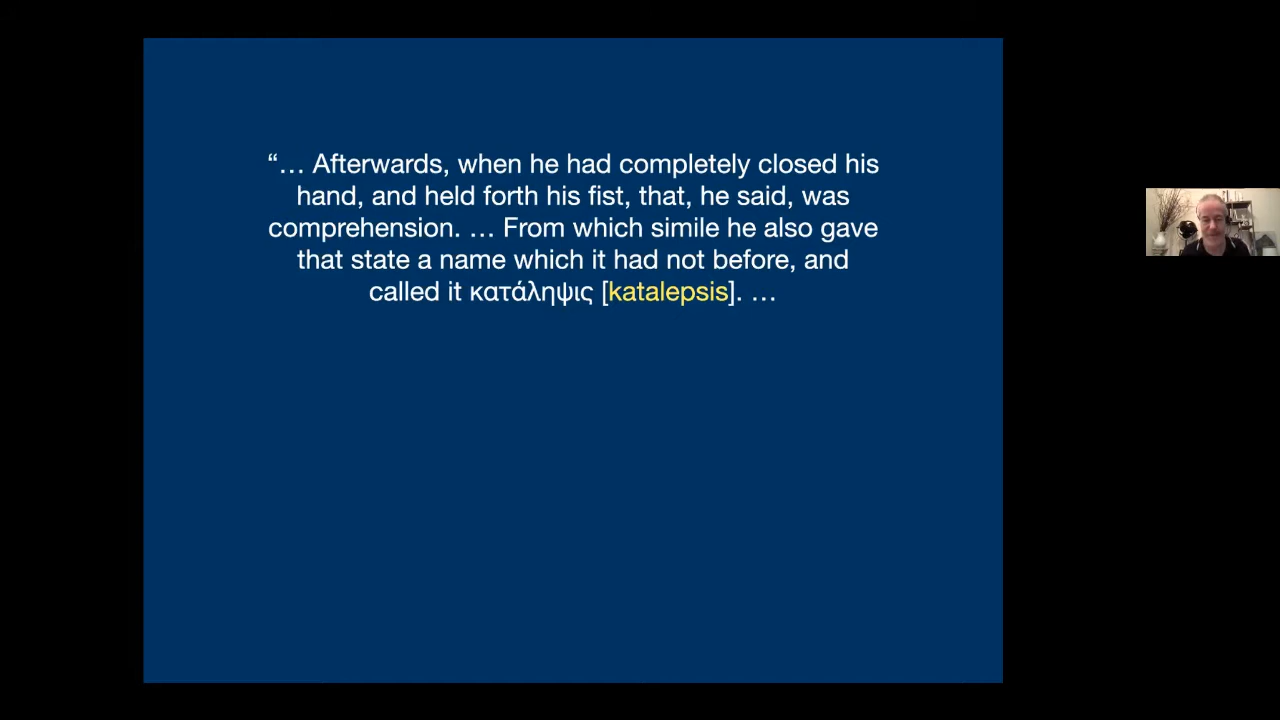 “… Afterwards, when he had completely closed his
hand, and held forth his fist, that, he said, was
comprehension. … From which simile he also gave
that state a name which it had not before, and
called it κατάληψις [katalepsis]. …